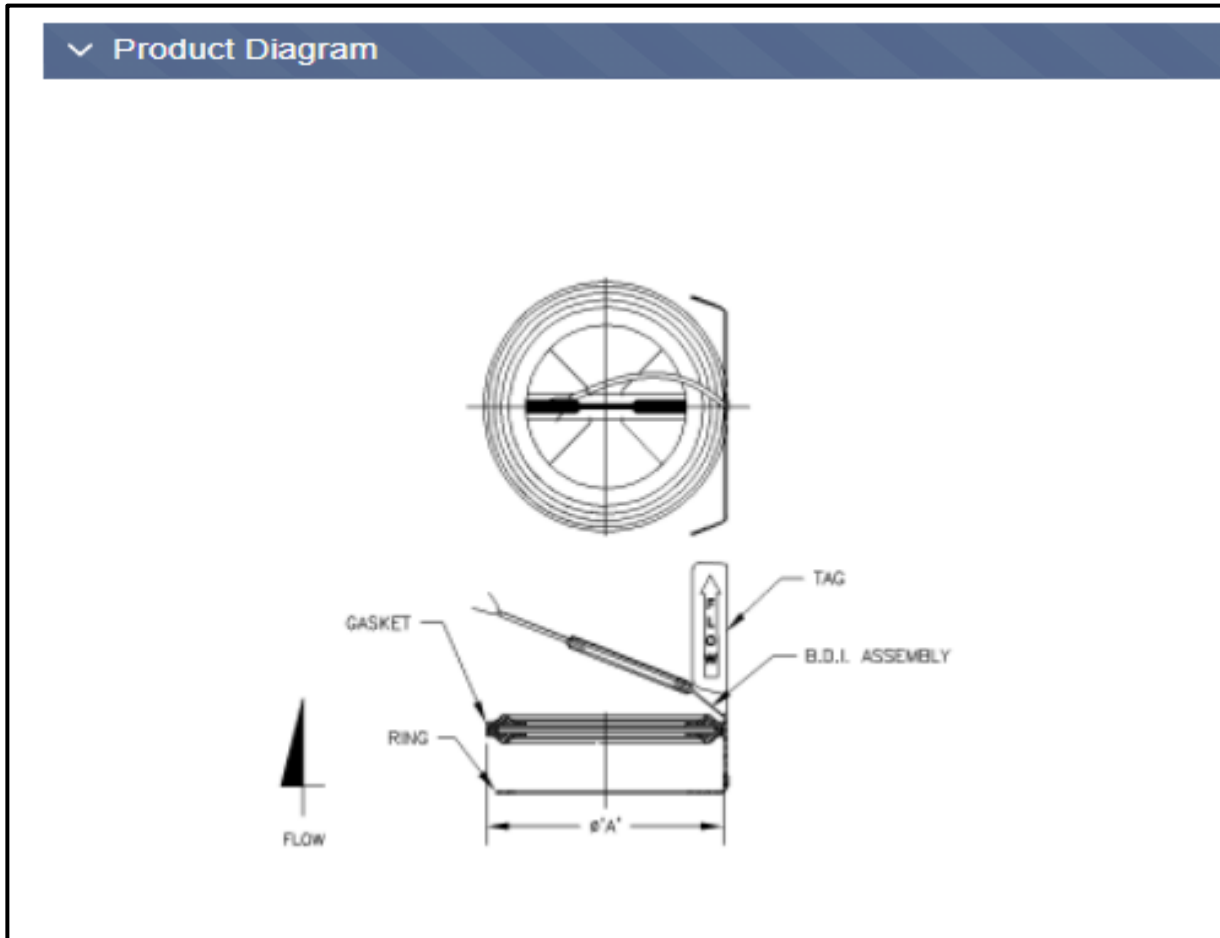 Product Diagram
TAG
FLOW
GASKET
B.D.I. ASSEMBLY
RING
ø"A"
FLOW